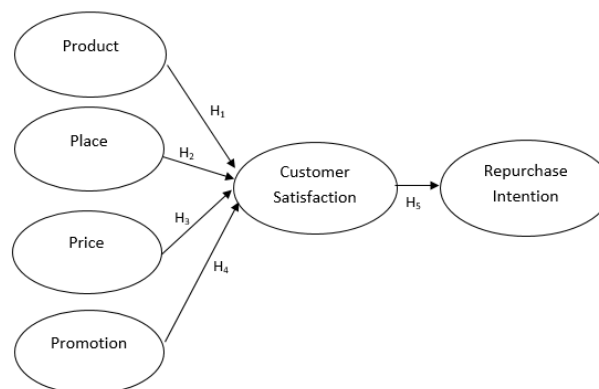 Product
H₁
Place
H₂
Customer
Satisfaction
Repurchase
Intention
H₅
H₃
Price
H₄
Promotion